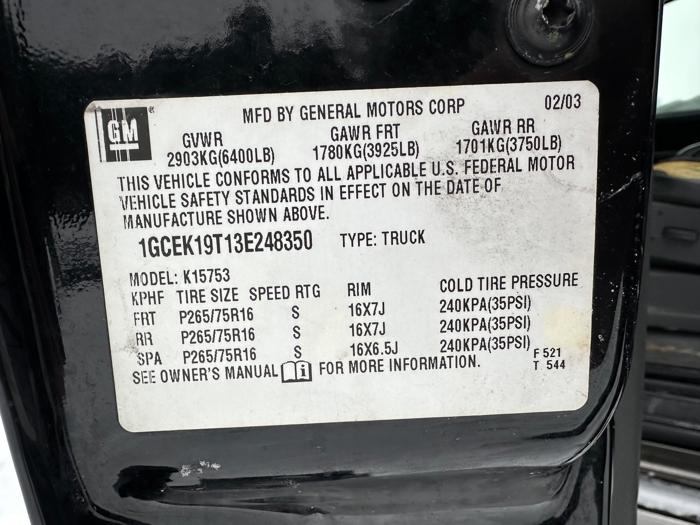 GM
MFD BY GENERAL MOTORS CORP 02/03
GVWR GAWR FRT GAWR RR
2903KG(6400LB) 1780KG(3925LB) 1701KG(3750LB)
THIS VEHICLE CONFORMS TO ALL APPLICABLE U.S. FEDERAL MOTOR
VEHICLE SAFETY STANDARDS IN EFFECT ON THE DATE OF
MANUFACTURE SHOWN ABOVE.
1GCEK19T13E248350 TYPE: TRUCK
MODEL: K15753
KPHF TIRE SIZE SPEED RTG RIM COLD TIRE PRESSURE
FRT P265/75R16 S 16X7J 240KPA(35PSI)
RR P265/75R16 S 16X7J 240KPA(35PSI)
SPA P265/75R16 S 16X6.5J 240KPA(35PSI) F 521
SEE OWNER'S MANUAL FOR MORE INFORMATION. T 544